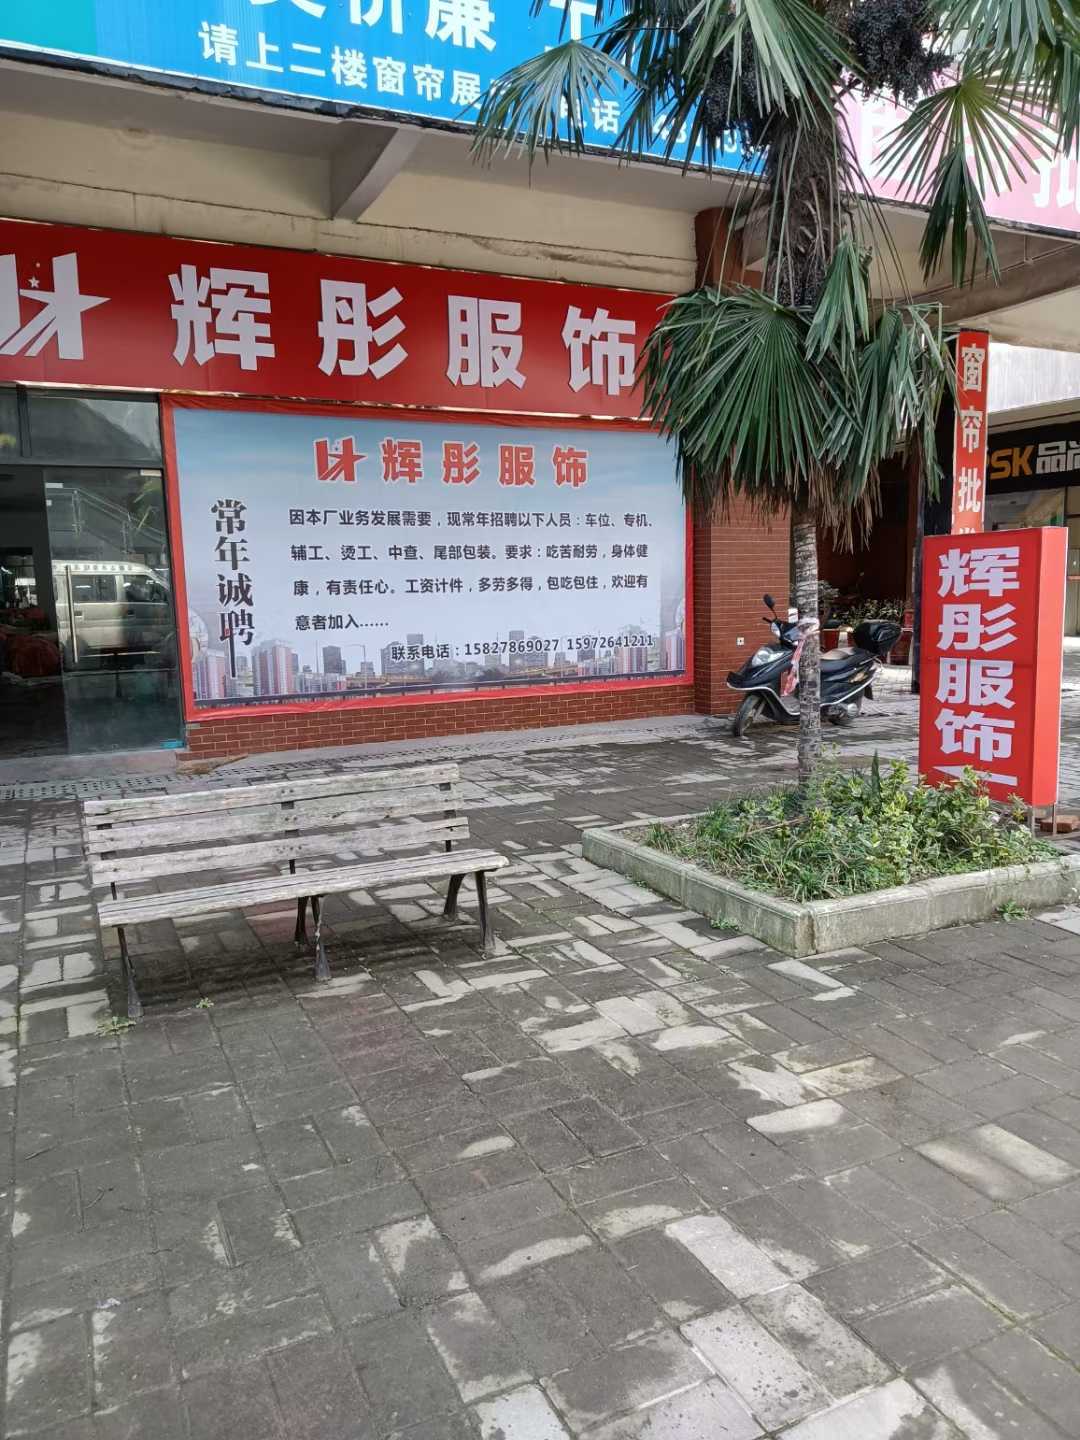 价廉
请上二楼窗帘展
电话
辉彤服饰
辉彤服饰
常年诚聘
因本厂业务发展需要，现常年招聘以下人员：车位、专机、
辅工、烫工、中查、尾部包装。要求：吃苦耐劳，身体健
康，有责任心。工资计件，多劳多得，包吃包住，欢迎有
意者加入……
联系电话：15827869027 15972641211
窗帘批
PSK品尚
辉彤服饰